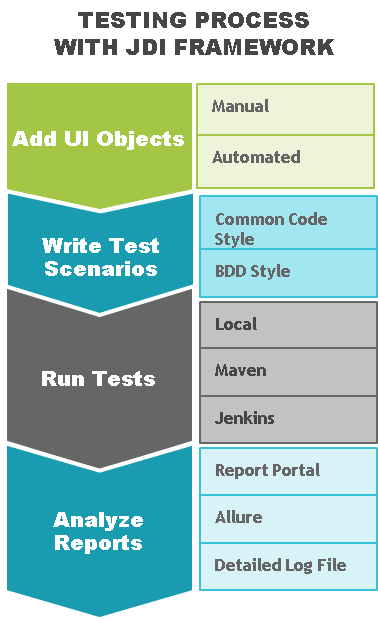 TESTING PROCESS
WITH JDI FRAMEWORK
Add UI Objects
Manual
Automated
Write Test
Scenarios
Common Code
Style
BDD Style
Run Tests
Local
Maven
Jenkins
Analyze
Reports
Report Portal
Allure
Detailed Log File